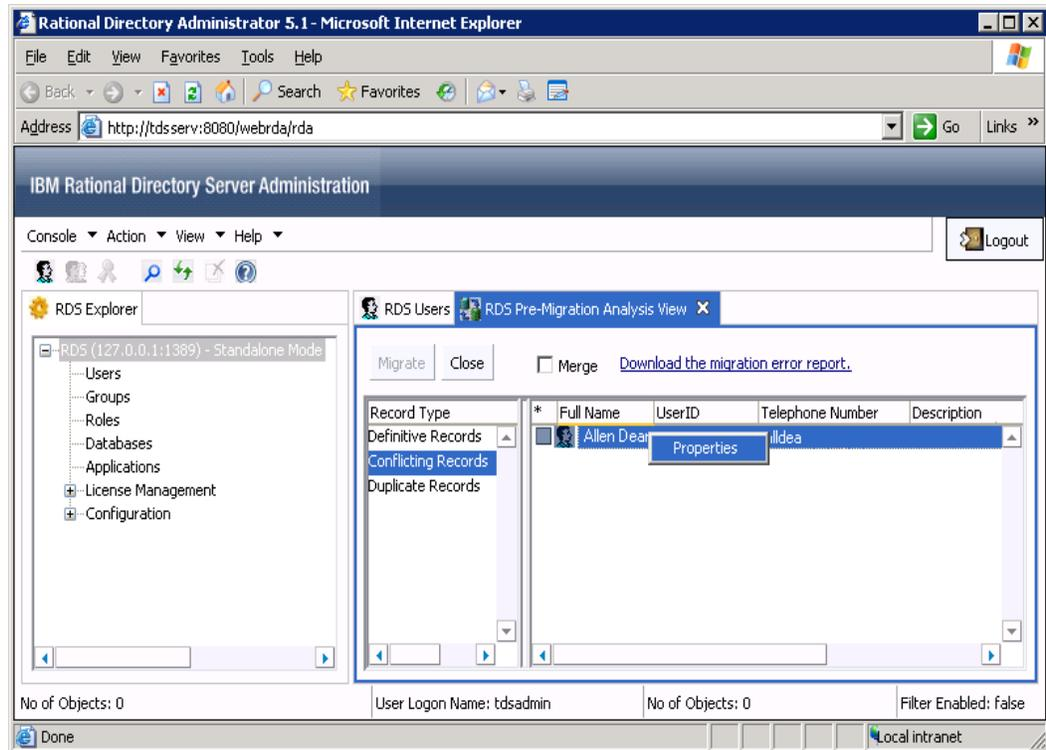 Rational Directory Administrator 5.1 - Microsoft Internet Explorer
File Edit View Favorites Tools Help
Back Search Favorites
Address http://tdsserv:8080/webrda/rda Go Links »
IBM Rational Directory Server Administration
Console Action View Help
Logout
RDS Explorer
RDS (127.0.0.1:1389) - Standalone Mode
Users
Groups
Roles
Databases
Applications
License Management
Configuration
RDS Users RDS Pre-Migration Analysis View X
Migrate Close Merge Download the migration error report.
Record Type
Definitive Records
Conflicting Records
Duplicate Records
* Full Name UserID Telephone Number Description
Allen Dean
Properties
No of Objects: 0 User Logon Name: tdsadmin No of Objects: 0 Filter Enabled: false
Done Local intranet